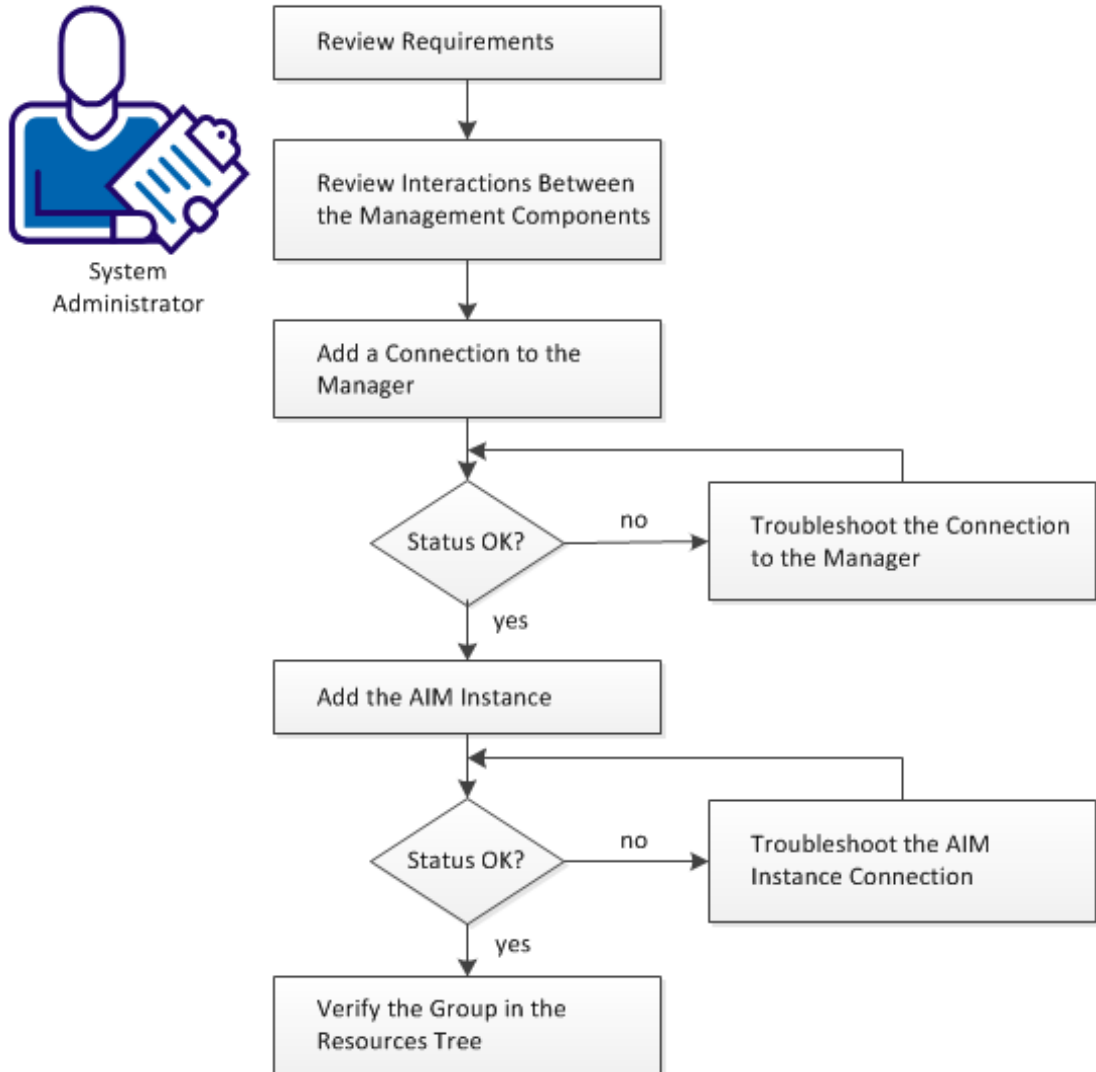 Review Requirements
Review Interactions Between
the Management Components
System
Administrator
Add a Connection to the
Manager
Status OK?
no
Troubleshoot the Connection
to the Manager
yes
Add the AIM Instance
Status OK?
no
Troubleshoot the AIM
Instance Connection
yes
Verify the Group in the
Resources Tree